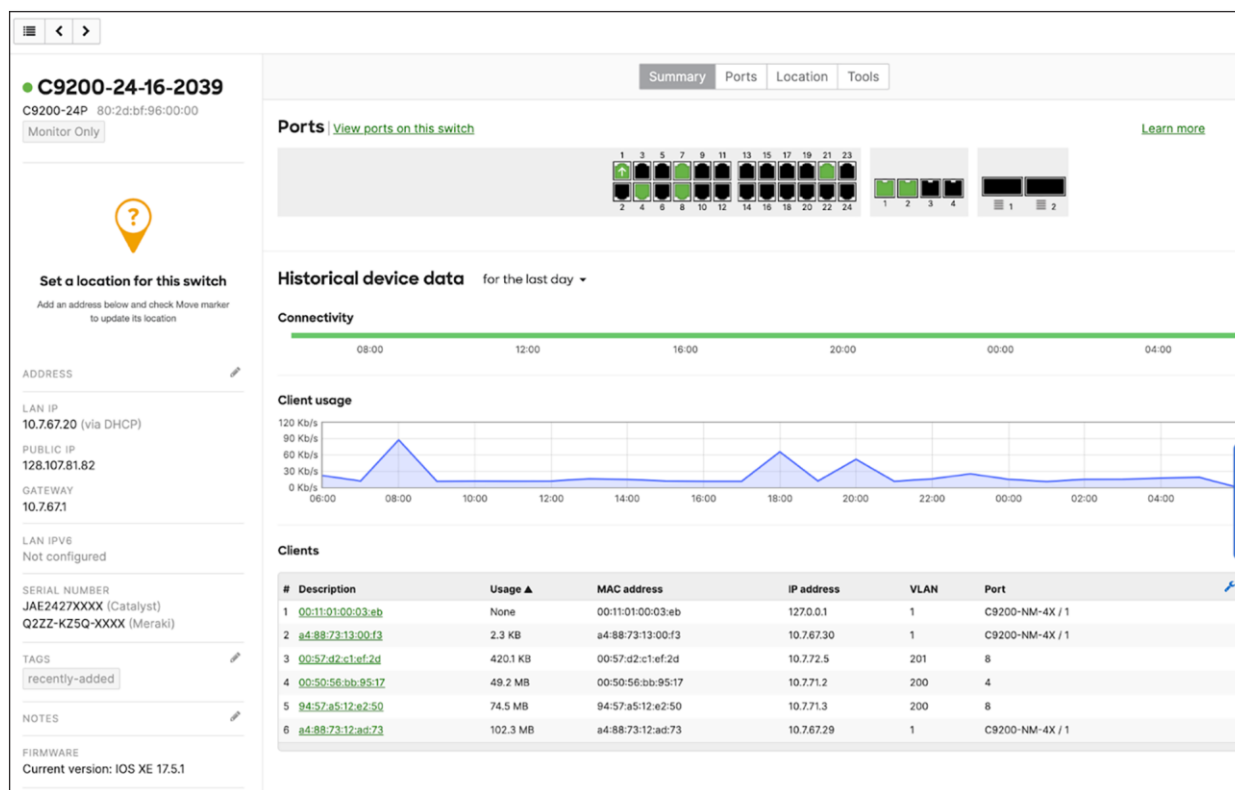 C9200-24-16-2039
C9200-24P 80:2d:bf:96:00:00
Monitor Only
Set a location for this switch
Add an address below and check Move marker
to update its location
ADDRESS
LAN IP
10.7.67.20 (via DHCP)
PUBLIC IP
128.107.81.82
GATEWAY
10.7.67.1
LAN IPV6
Not configured
SERIAL NUMBER
JAE2427XXXX (Catalyst)
Q2ZZ-KZ5Q-XXXX (Meraki)
TAGS
recently-added
NOTES
FIRMWARE
Current version: IOS XE 17.5.1
Summary Ports Location Tools
Ports View ports on this switch Learn more
1 3 5 7 9 11 13 15 17 19 21 23
2 4 6 8 10 12 14 16 18 20 22 24 1 2 3 4 1 2
Historical device data for the last day
Connectivity
08:00 12:00 16:00 20:00 00:00 04:00
Client usage
120 Kb/s
90 Kb/s
60 Kb/s
30 Kb/s
0 Kb/s
06:00 08:00 10:00 12:00 14:00 16:00 18:00 20:00 22:00 00:00 02:00 04:00
Clients
# Description Usage ▲ MAC address IP address VLAN Port
1 00:11:01:00:03:eb None 00:11:01:00:03:eb 127.0.0.1 1 C9200-NM-4X / 1
2 a4:88:73:13:00:f3 2.3 KB a4:88:73:13:00:f3 10.7.67.30 1 C9200-NM-4X / 1
3 00:57:d2:c1:ef:2d 420.1 KB 00:57:d2:c1:ef:2d 10.7.72.5 201 8
4 00:50:56:bb:95:17 49.2 MB 00:50:56:bb:95:17 10.7.71.2 200 4
5 94:57:a5:12:e2:50 74.5 MB 94:57:a5:12:e2:50 10.7.71.3 200 8
6 a4:88:73:12:ad:73 102.3 MB a4:88:73:12:ad:73 10.7.67.29 1 C9200-NM-4X / 1